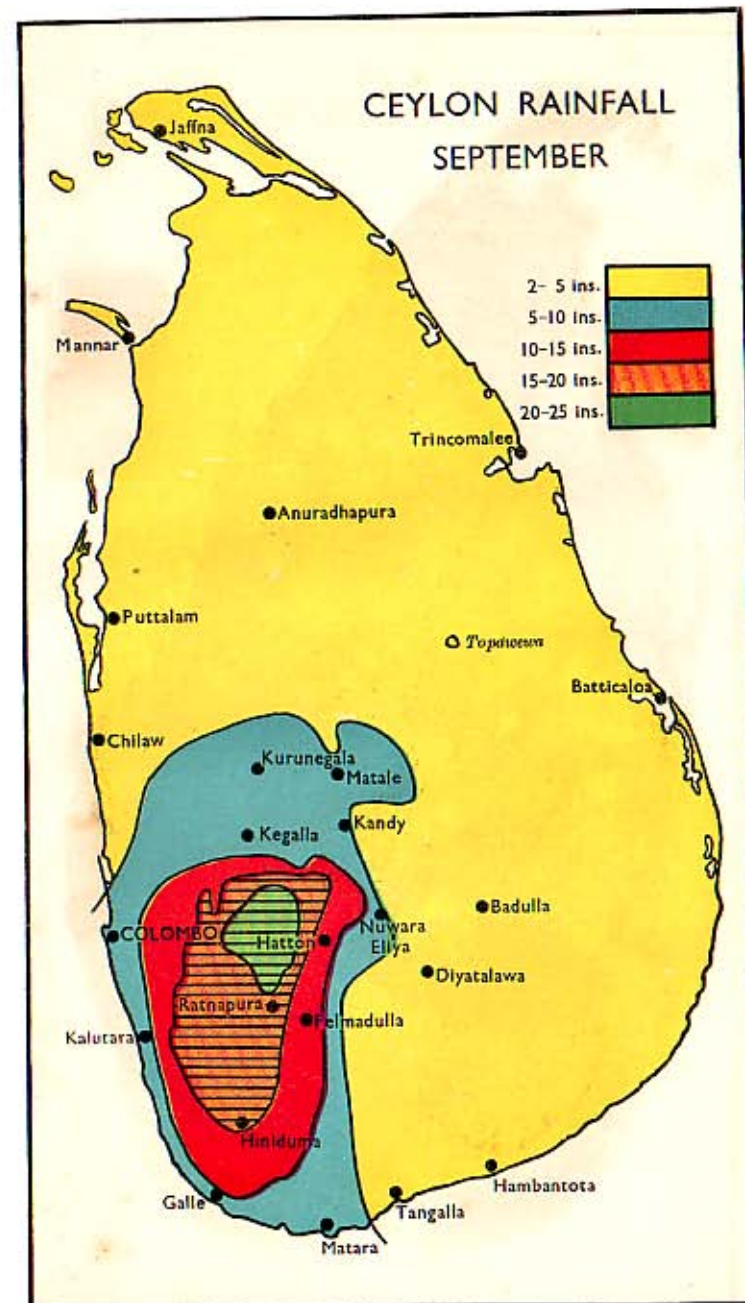 CEYLON RAINFALL
SEPTEMBER
Jaffna
2- 5 ins.
5-10 ins.
10-15 ins.
15-20 ins.
20-25 ins.
Mannar
Trincomalee
Anuradhapura
Puttalam
Topawewa
Batticaloa
Chilaw
Kurunegala
Matale
Kandy
Kegalla
Badulla
COLOMBO
Nuwara
Eliya
Hatton
Diyatalawa
Ratnapura
Pelmadulla
Kalutara
Hiniduma
Galle
Hambantota
Tangalla
Matara